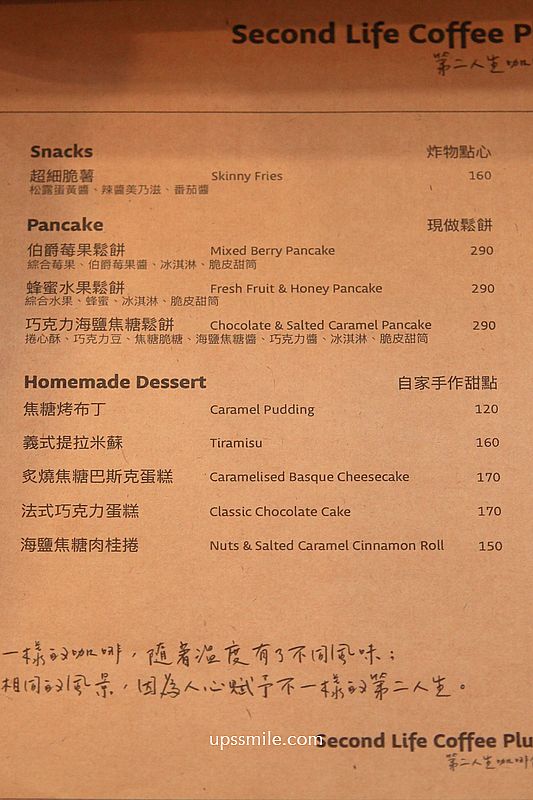 Second Life Coffee P
第二人生咖
Snacks 炸物點心
超細脆薯 Skinny Fries 160
松露蛋黃醬、辣醬美乃滋、番茄醬
Pancake 現做鬆餅
伯爵莓果鬆餅 Mixed Berry Pancake 290
綜合莓果、伯爵莓果醬、冰淇淋、脆皮甜筒
蜂蜜水果鬆餅 Fresh Fruit & Honey Pancake 290
綜合水果、蜂蜜、冰淇淋、脆皮甜筒
巧克力海鹽焦糖鬆餅 Chocolate & Salted Caramel Pancake 290
捲心酥、巧克力豆、焦糖脆糖、海鹽焦糖醬、巧克力醬、冰淇淋、脆皮甜筒
Homemade Dessert 自家手作甜點
焦糖烤布丁 Caramel Pudding 120
義式提拉米蘇 Tiramisu 160
炙燒焦糖巴斯克蛋糕 Caramelised Basque Cheesecake 170
法式巧克力蛋糕 Classic Chocolate Cake 170
海鹽焦糖肉桂捲 Nuts & Salted Caramel Cinnamon Roll 150
一樣的咖啡，隨著溫度有了不同風味；
相同的風景，因為人心賦予不一樣的第二人生。
upssmile.com
Second Life Coffee Plu
第二人生咖啡